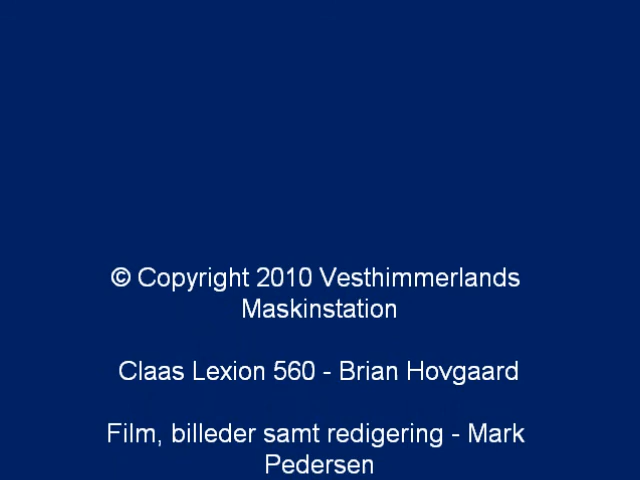 © Copyright 2010 Vesthimmerlands
Maskinstation
Claas Lexion 560 - Brian Hovgaard
Film, billeder samt redigering - Mark
Pedersen